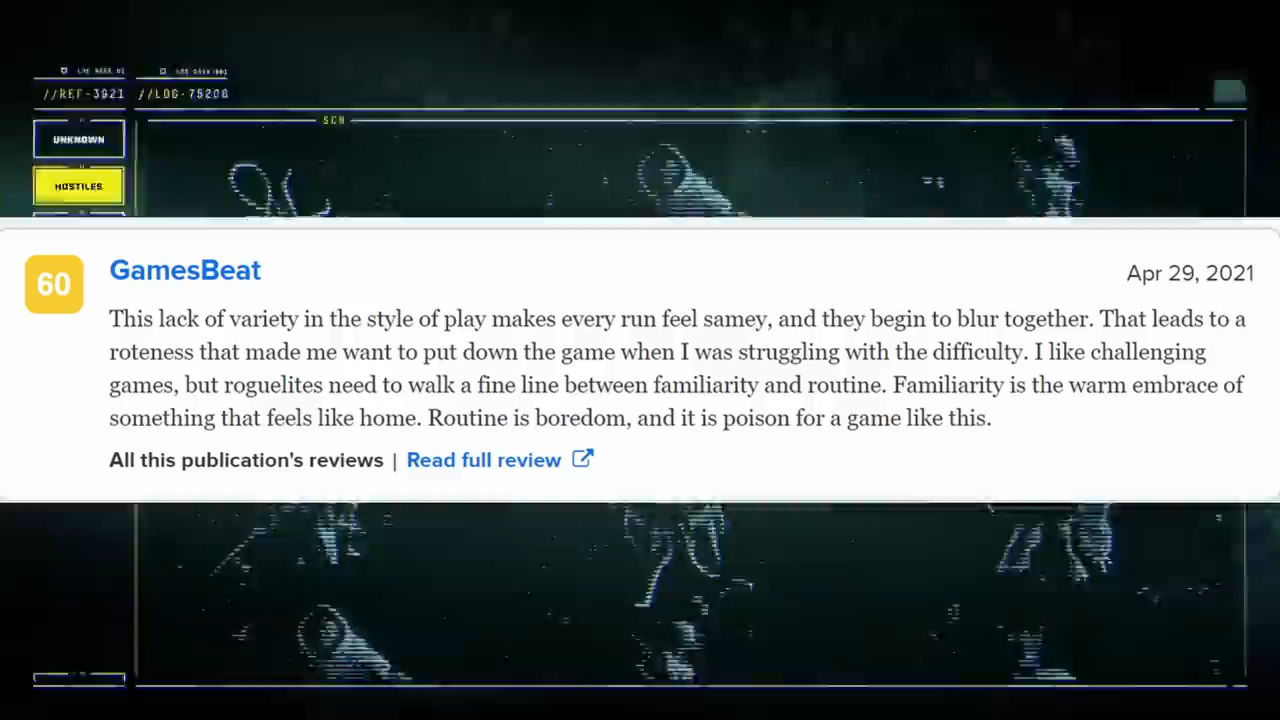 //REF-3921 //LOG-75208
SCN
UNKNOWN
HOSTILES
60
GamesBeat
Apr 29, 2021
This lack of variety in the style of play makes every run feel samey, and they begin to blur together. That leads to a
roteness that made me want to put down the game when I was struggling with the difficulty. I like challenging
games, but roguelites need to walk a fine line between familiarity and routine. Familiarity is the warm embrace of
something that feels like home. Routine is boredom, and it is poison for a game like this.
All this publication's reviews | Read full review